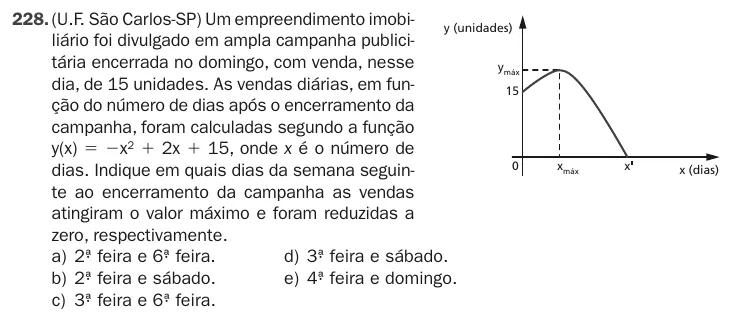 228. (U.F. São Carlos-SP) Um empreendimento imobi-
liário foi divulgado em ampla campanha publici-
tária encerrada no domingo, com venda, nesse
dia, de 15 unidades. As vendas diárias, em fun-
ção do número de dias após o encerramento da
campanha, foram calculadas segundo a função
y(x) = −x² + 2x + 15, onde x é o número de
dias. Indique em quais dias da semana seguin-
te ao encerramento da campanha as vendas
atingiram o valor máximo e foram reduzidas a
zero, respectivamente.
a) 2ª feira e 6ª feira.
b) 2ª feira e sábado.
c) 3ª feira e 6ª feira.
d) 3ª feira e sábado.
e) 4ª feira e domingo.
y (unidades)
y máx
15
0 x máx x' x (dias)